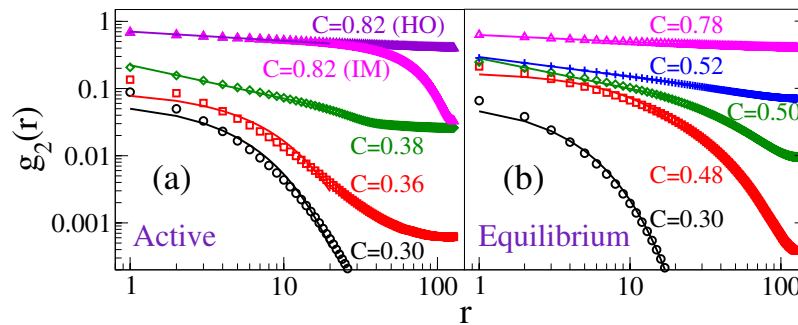 1
0.1
0.01
0.001
g2(r)
C=0.82 (HO)
C=0.82 (IM)
C=0.38
C=0.36
C=0.30
(a)
Active
1
10
100
C=0.78
C=0.52
C=0.50
C=0.48
C=0.30
(b)
Equilibrium
1
10
100
r